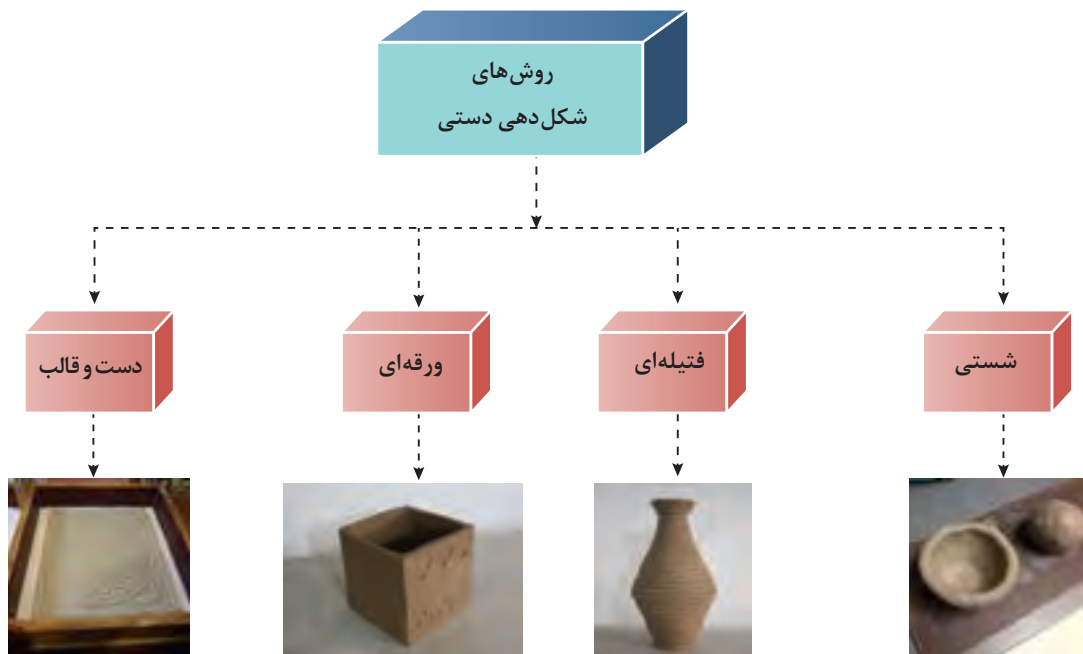 روش‌های
شکل‌دهی دستی
شستی
فتیله‌ای
ورقه‌ای
دست و قالب